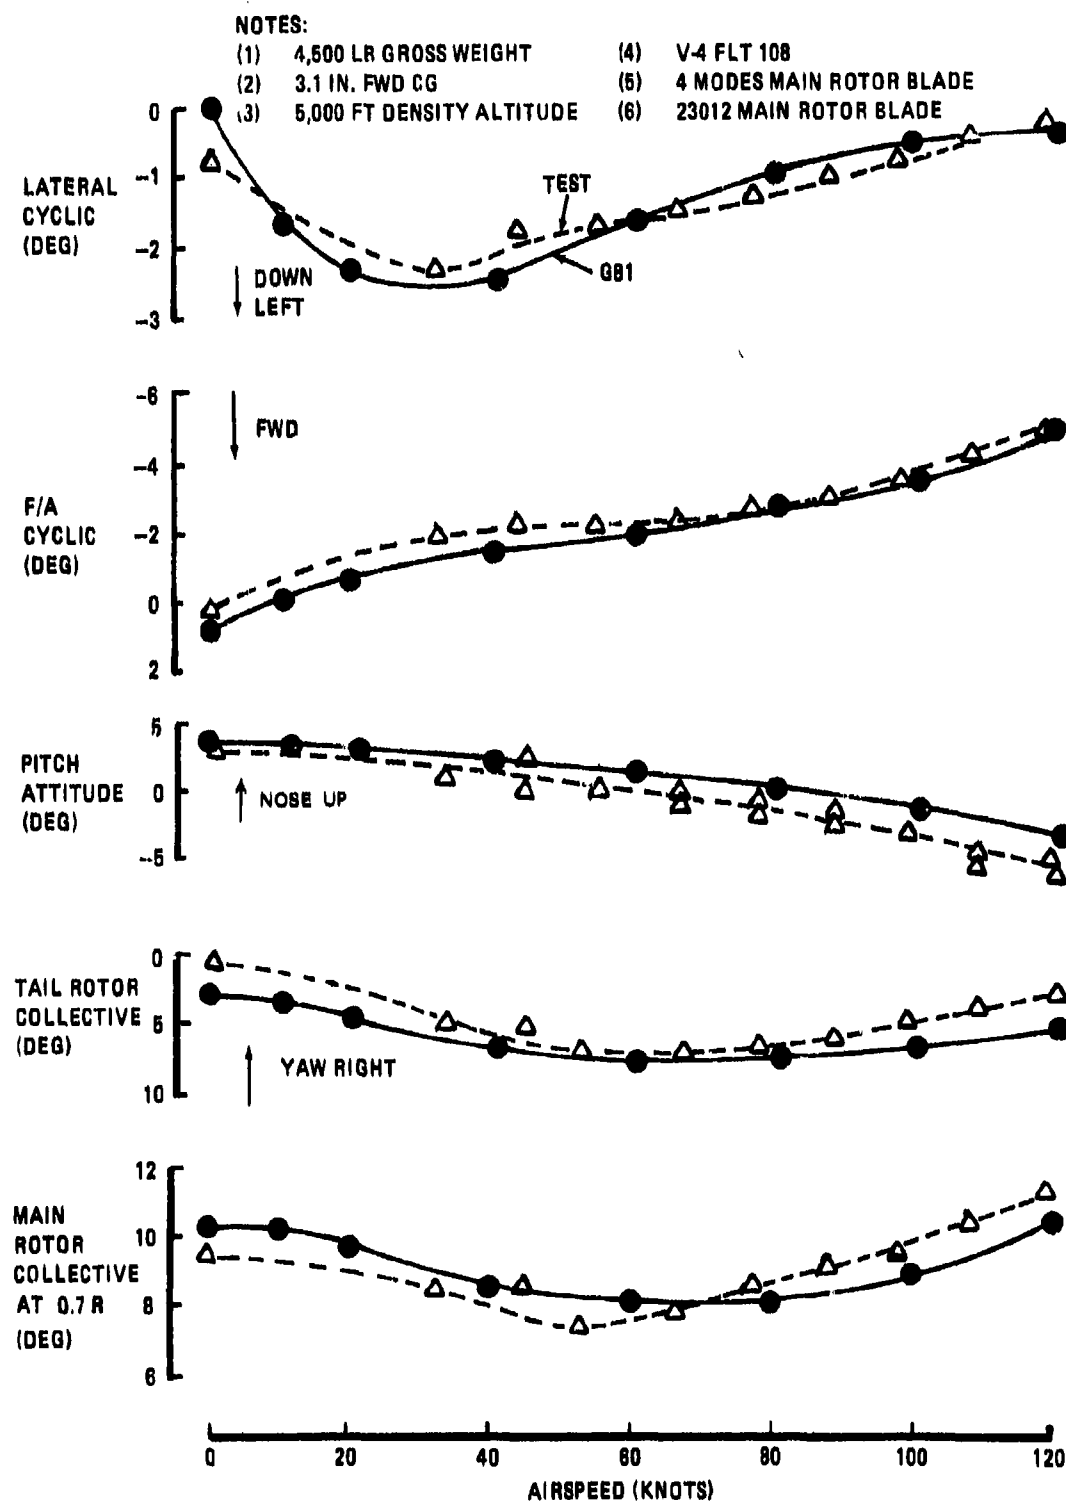 NOTES:
(1) 4,500 LR GROSS WEIGHT (4) V-4 FLT 108
(2) 3.1 IN. FWD CG (5) 4 MODES MAIN ROTOR BLADE
(3) 5,000 FT DENSITY ALTITUDE (6) 23012 MAIN ROTOR BLADE
0
-1
-2
-3
LATERAL
CYCLIC
(DEG)
TEST
GB1
DOWN
LEFT
-6
-4
-2
0
2
FWD
F/A
CYCLIC
(DEG)
5
0
-5
PITCH
ATTITUDE
(DEG)
NOSE UP
0
5
10
TAIL ROTOR
COLLECTIVE
(DEG)
YAW RIGHT
12
10
8
6
MAIN
ROTOR
COLLECTIVE
AT 0.7 R
(DEG)
0 20 40 60 80 100 120
AIRSPEED (KNOTS)